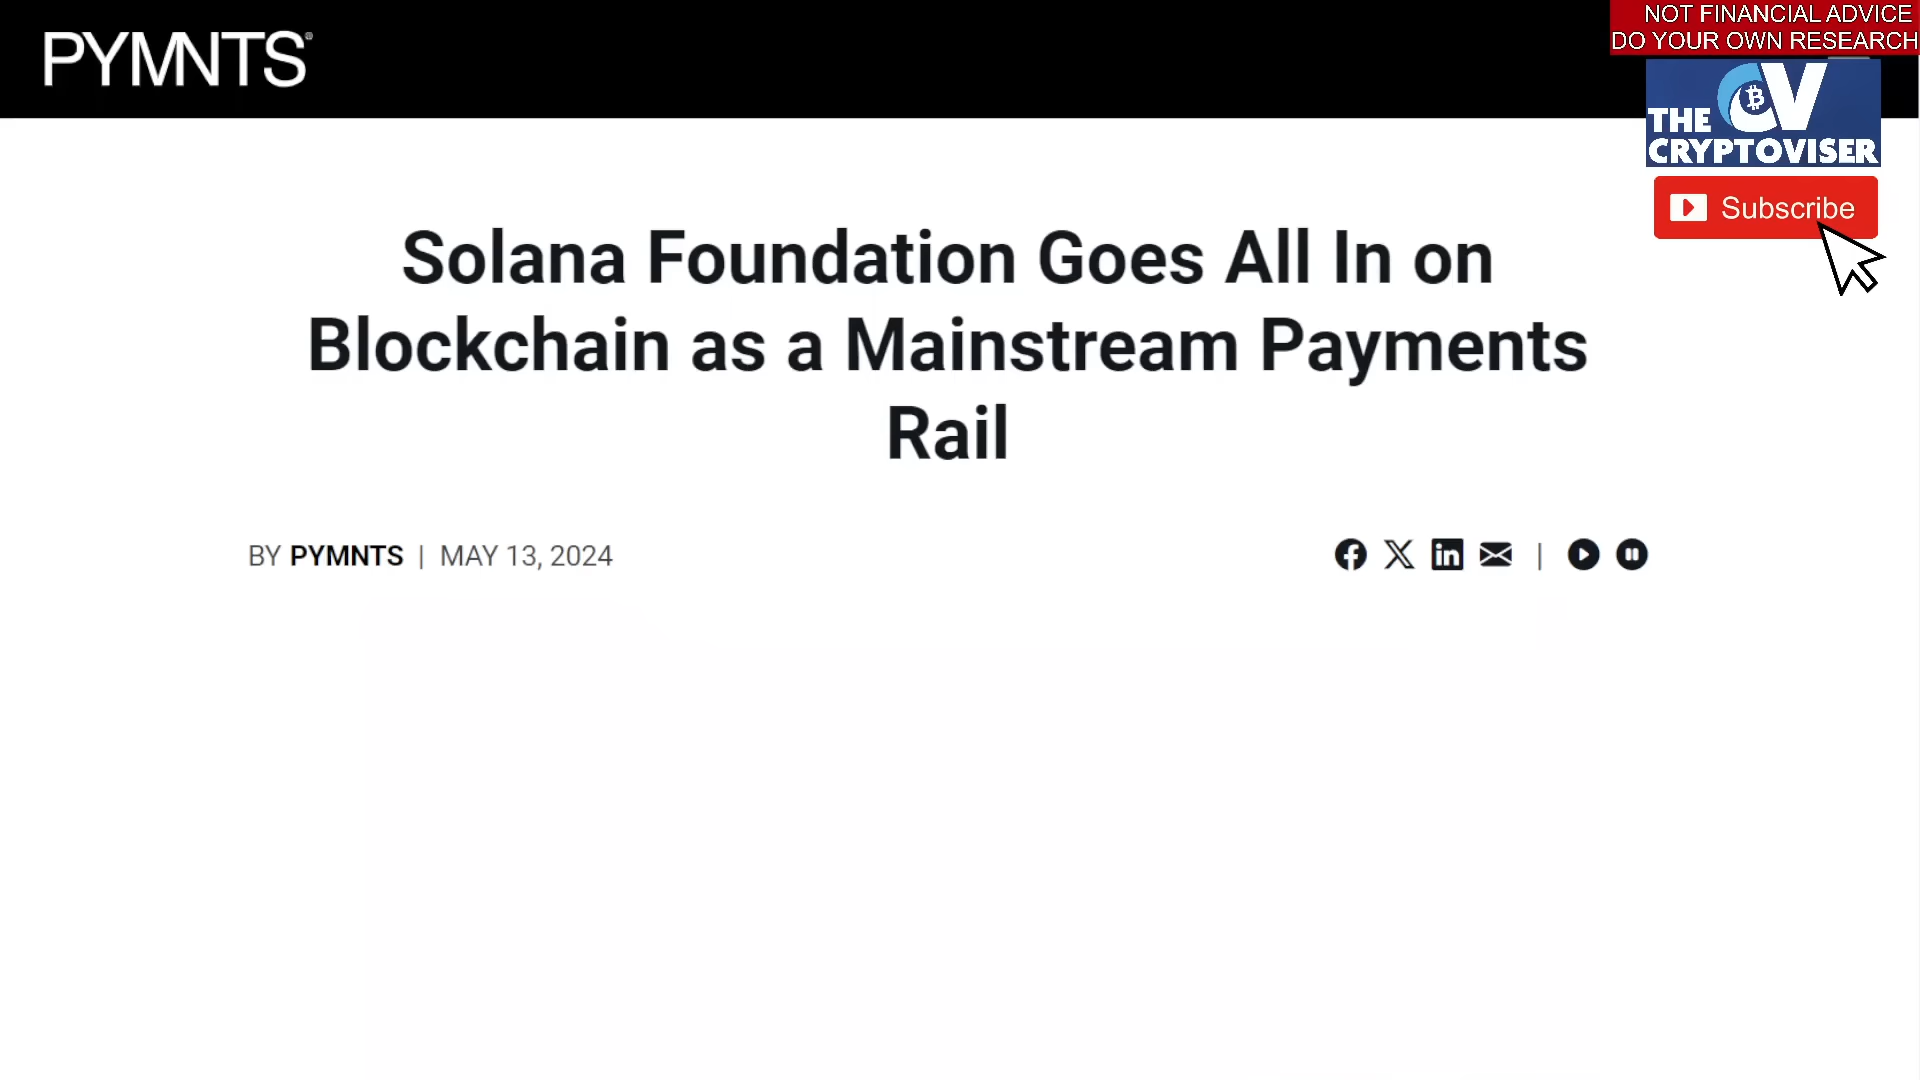 PYMNTS®
NOT FINANCIAL ADVICE
DO YOUR OWN RESEARCH
CV
THE
CRYPTOVISER
Subscribe
Solana Foundation Goes All In on
Blockchain as a Mainstream Payments
Rail
BY PYMNTS | MAY 13, 2024